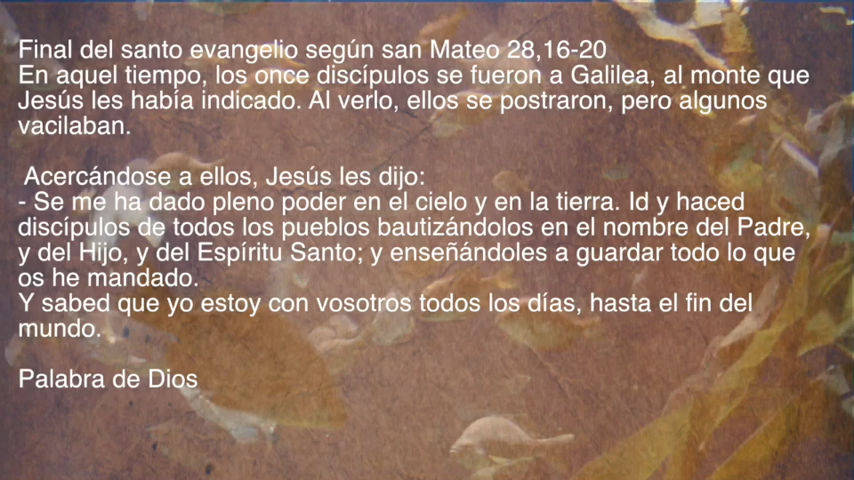 Final del santo evangelio según san Mateo 28,16-20
En aquel tiempo, los once discípulos se fueron a Galilea, al monte que
Jesús les había indicado. Al verlo, ellos se postraron, pero algunos
vacilaban.
Acercándose a ellos, Jesús les dijo:
- Se me ha dado pleno poder en el cielo y en la tierra. Id y haced
discípulos de todos los pueblos bautizándolos en el nombre del Padre,
y del Hijo, y del Espíritu Santo; y enseñándoles a guardar todo lo que
os he mandado.
Y sabed que yo estoy con vosotros todos los días, hasta el fin del
mundo.
Palabra de Dios